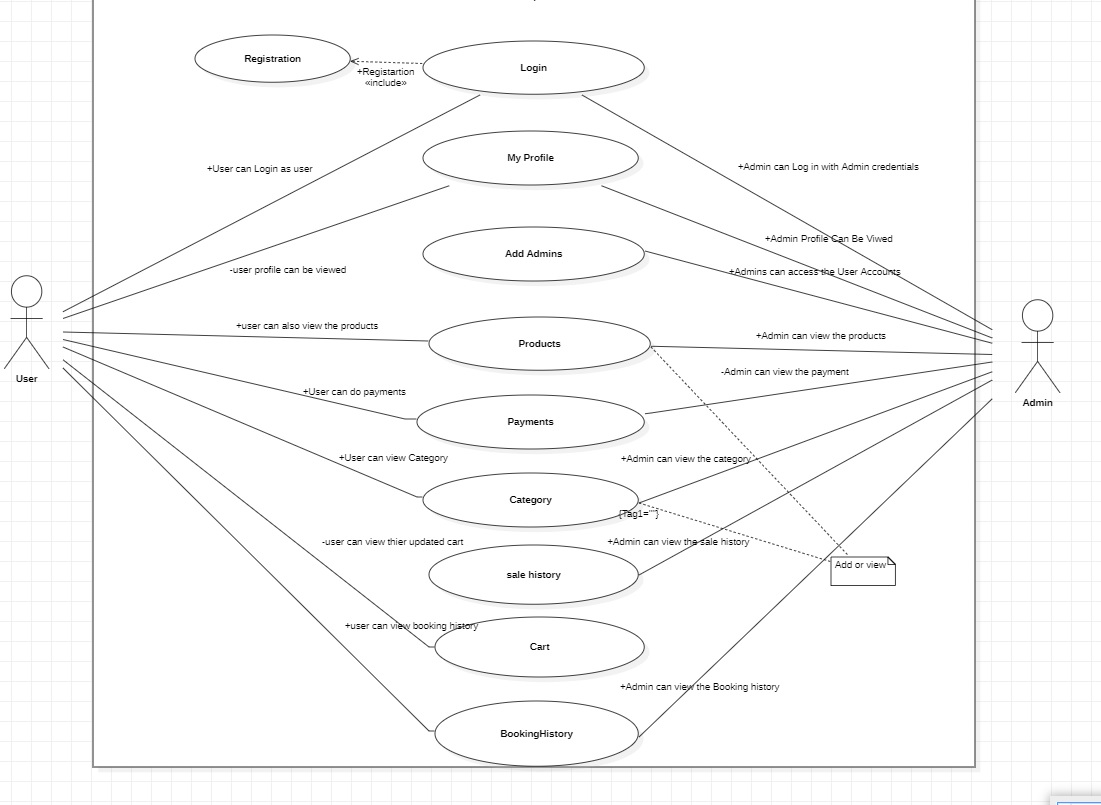 Registration
Login
+Registartion
«include»
My Profile
+User can Login as user
+Admin can Log in with Admin credentials
Add Admins
+Admin Profile Can Be Viwed
-user profile can be viewed
+Admins can access the User Accounts
+user can also view the products
Products
+Admin can view the products
User
-Admin can view the payment
+User can do payments
Admin
Payments
+User can view Category
+Admin can view the category
Category
{Tag1=""}
-user can view thier updated cart
+Admin can view the sale history
Add or view
sale history
+user can view booking history
Cart
+Admin can view the Booking history
BookingHistory